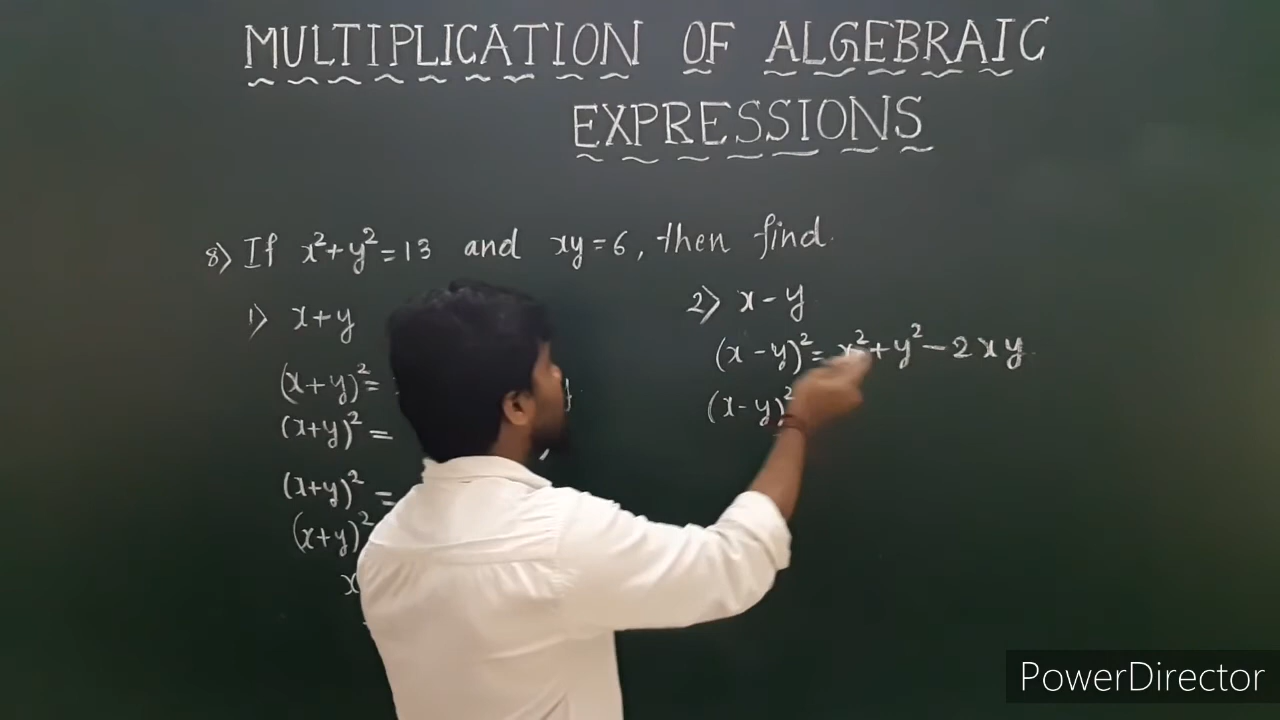 MULTIPLICATION OF ALGEBRAIC
EXPRESSIONS
8) If x²+y²=13 and xy=6, then find.
1) x+y
(x+y)²=
(x+y)² =
(x+y)² =
(x+y)²
x
2) x-y
(x-y)²= x²+y²-2xy.
(x-y)²
PowerDirector